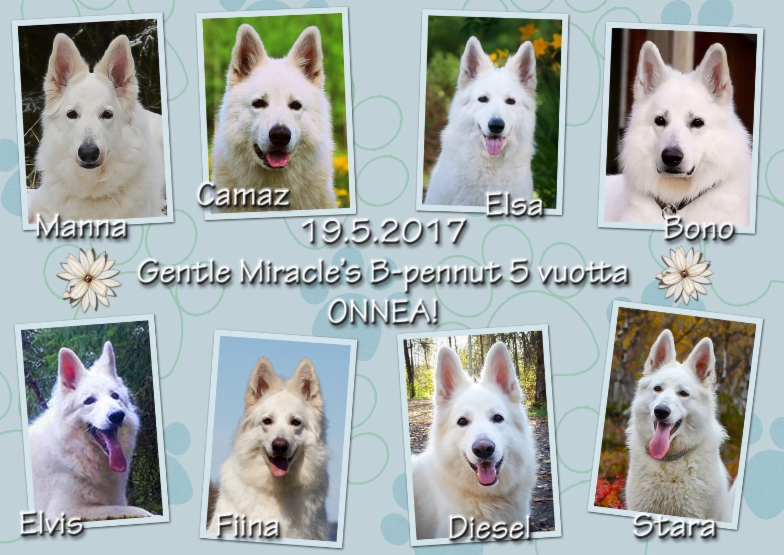 Manna
Camaz
Elsa
Bono
19.5.2017
Gentle Miracle's B-pennut 5 vuotta
ONNEA!
Elvis
Fiina
Diesel
Stara